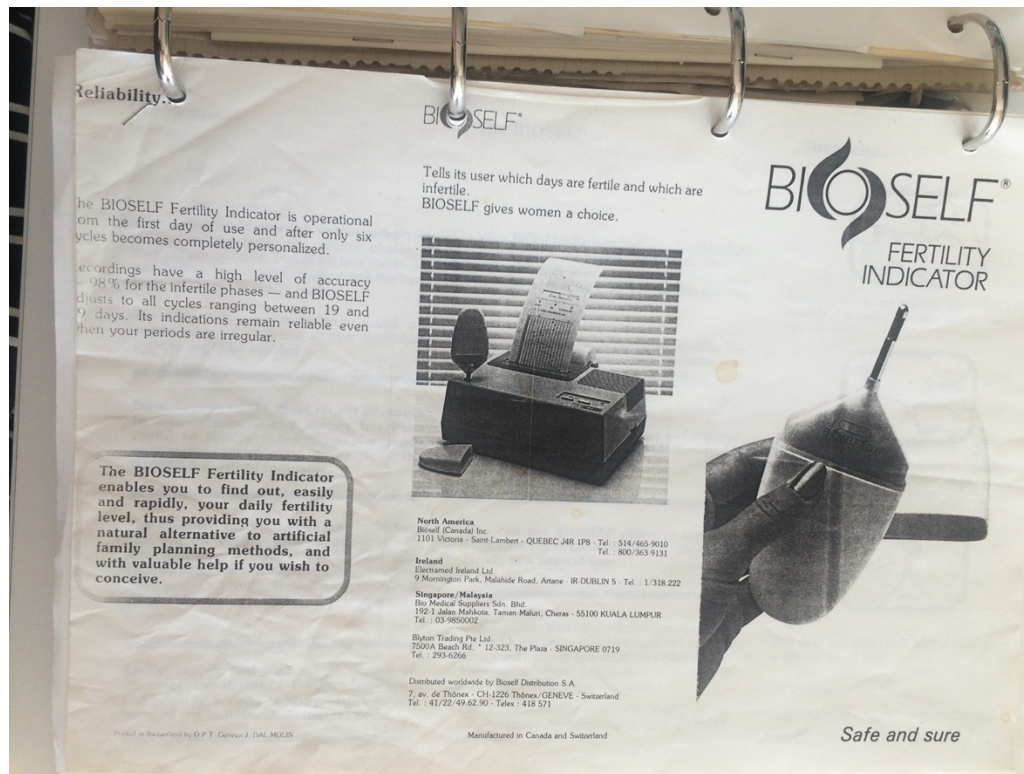 Reliability..
he BIOSELF Fertility Indicator is operational
om the first day of use and after only six
ycles becomes completely personalized.
ecordings have a high level of accuracy
98% for the infertile phases — and BIOSELF
djusts to all cycles ranging between 19 and
9 days. Its indications remain reliable even
hen your periods are irregular.
The BIOSELF Fertility Indicator
enables you to find out, easily
and rapidly, your daily fertility
level, thus providing you with a
natural alternative to artificial
family planning methods, and
with valuable help if you wish to
conceive.
Printed in Switzerland by O.P.T. Geneva J. DAL MOLIN
BIOSELF®
Tells its user which days are fertile and which are
infertile.
BIOSELF gives women a choice.
North America
Bioself (Canada) Inc.
1101 Victoria - Saint-Lambert - QUEBEC J4R 1P8 - Tel. : 514/465-9010
Tel. : 800/363-9131
Ireland
Electramed Ireland Ltd.
9 Mornington Park, Malahide Road, Artane - IR-DUBLIN 5 - Tel. : 1/318.222
Singapore/Malaysia
Bio Medical Suppliers Sdn. Bhd.
192-1 Jalan Mahkota, Taman Maluri, Cheras - 55100 KUALA LUMPUR
Tel. : 03-9850002
Blyton Trading Pte Ltd.
7500A Beach Rd, * 12-323, The Plaza - SINGAPORE 0719
Tel. : 293-6266
Distributed worldwide by Bioself Distribution S.A.
7, av. de Thônex - CH-1226 Thônex/GENEVE - Switzerland
Tel. : 41/22/49.62.90 - Telex : 418 571
Manufactured in Canada and Switzerland
BIOSELF®
FERTILITY
INDICATOR
Safe and sure